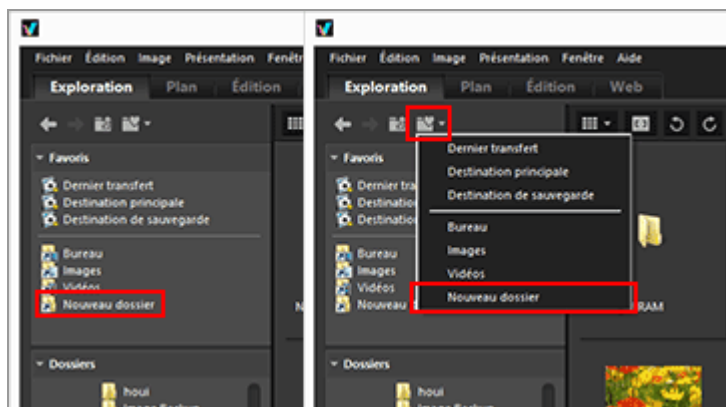 Fichier Édition Image Présentation Fenêtr
Exploration Plan Édition
Favoris
Dernier transfert
Destination principale
Destination de sauvegarde
Bureau
Images
Vidéos
Nouveau dossier
Dossiers
houi
Fichier Édition Image Présentation Fenêtre Aide
Exploration Plan Édition Web
Favoris
Dernier tra
Destination
Destination
Bureau
Images
Vidéos
Nouveau
Dernier transfert
Destination principale
Destination de sauvegarde
Bureau
Images
Vidéos
Nouveau dossier
RAM
Dossiers
houi